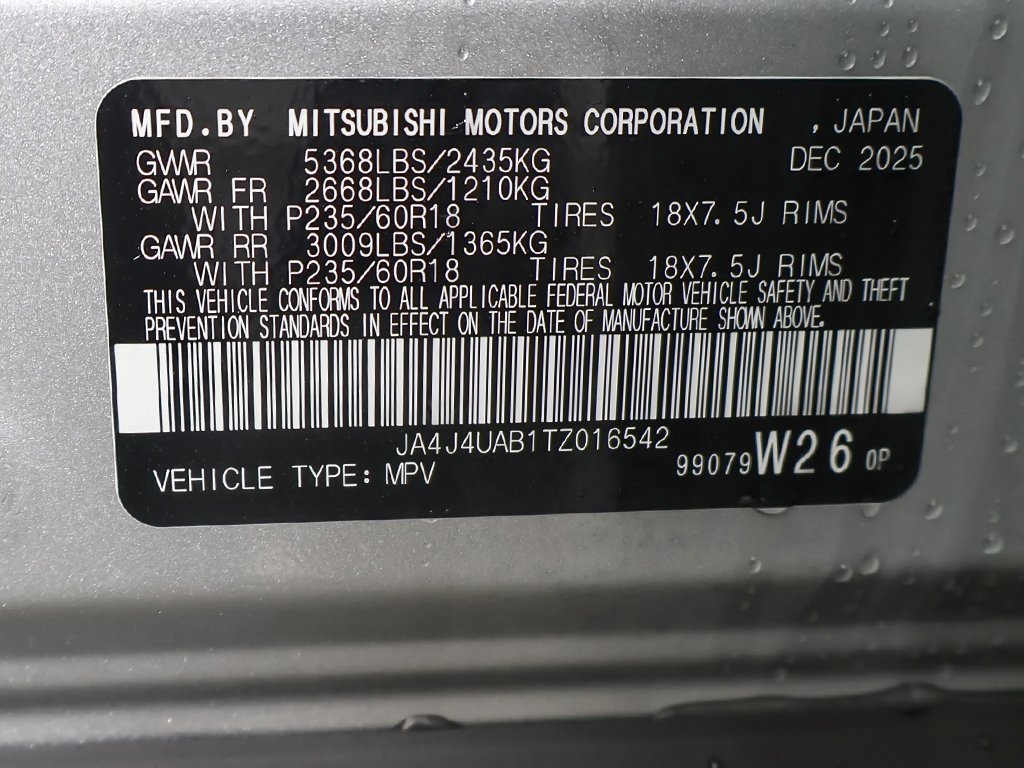 MFD.BY MITSUBISHI MOTORS CORPORATION , JAPAN
GVWR 5368LBS/2435KG DEC 2025
GAWR FR 2668LBS/1210KG
WITH P235/60R18 TIRES 18X7.5J RIMS
GAWR RR 3009LBS/1365KG
WITH P235/60R18 TIRES 18X7.5J RIMS
THIS VEHICLE CONFORMS TO ALL APPLICABLE FEDERAL MOTOR VEHICLE SAFETY AND THEFT
PREVENTION STANDARDS IN EFFECT ON THE DATE OF MANUFACTURE SHOWN ABOVE.
JA4J4UAB1TZ016542
VEHICLE TYPE: MPV 99079 W26 0P